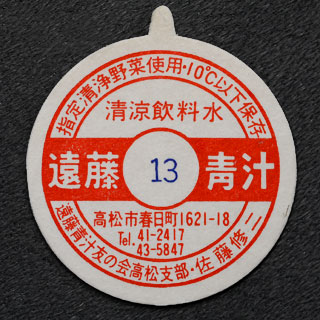 指定清浄野菜使用・10℃以下保存
清涼飲料水
遠藤 13 青汁
高松市春日町1621-18
Tel. 41-2417
43-5847
遠藤青汁友の会高松支部・佐藤修二